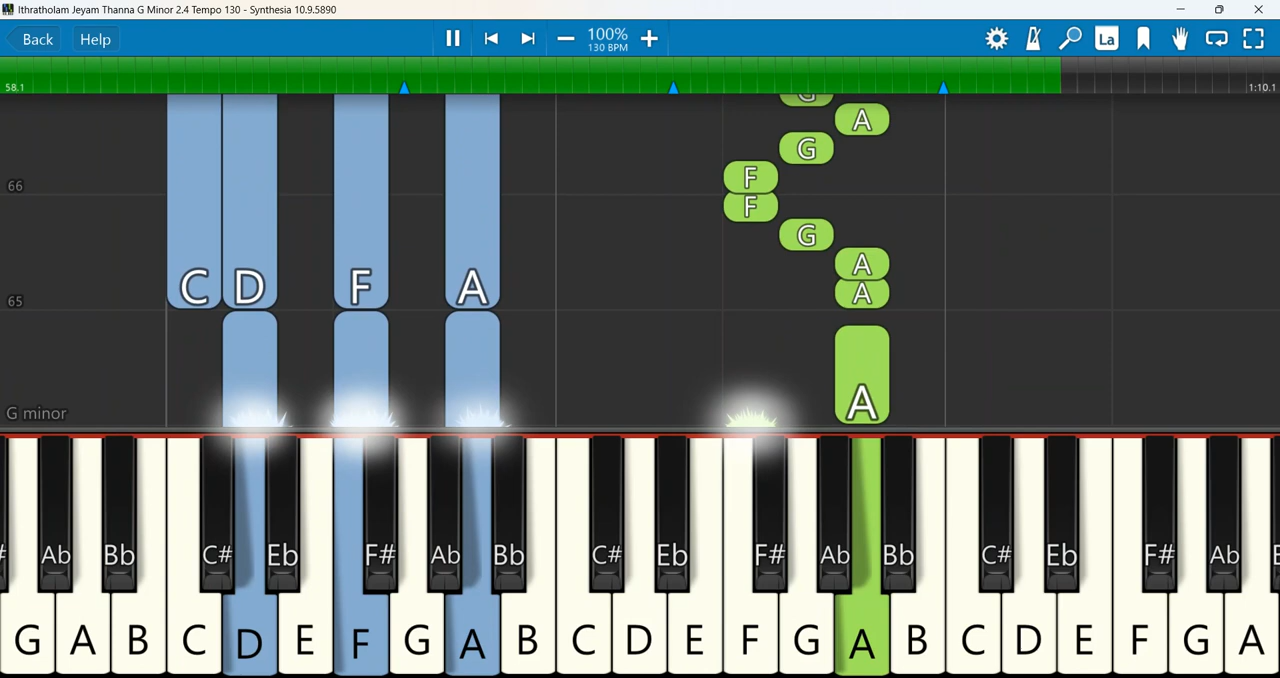 Ithratholam Jeyam Thanna G Minor 2.4 Tempo 130 - Synthesia 10.9.5890
Back Help 100% La
130 BPM
58.1 1:10.1
G
A
G
F
66
F
G
A
C D F A A
65
A
G minor
Ab Bb C# Eb F# Ab Bb C# Eb F# Ab Bb C# Eb F# Ab
G A B C D E F G A B C D E F G A B C D E F G A